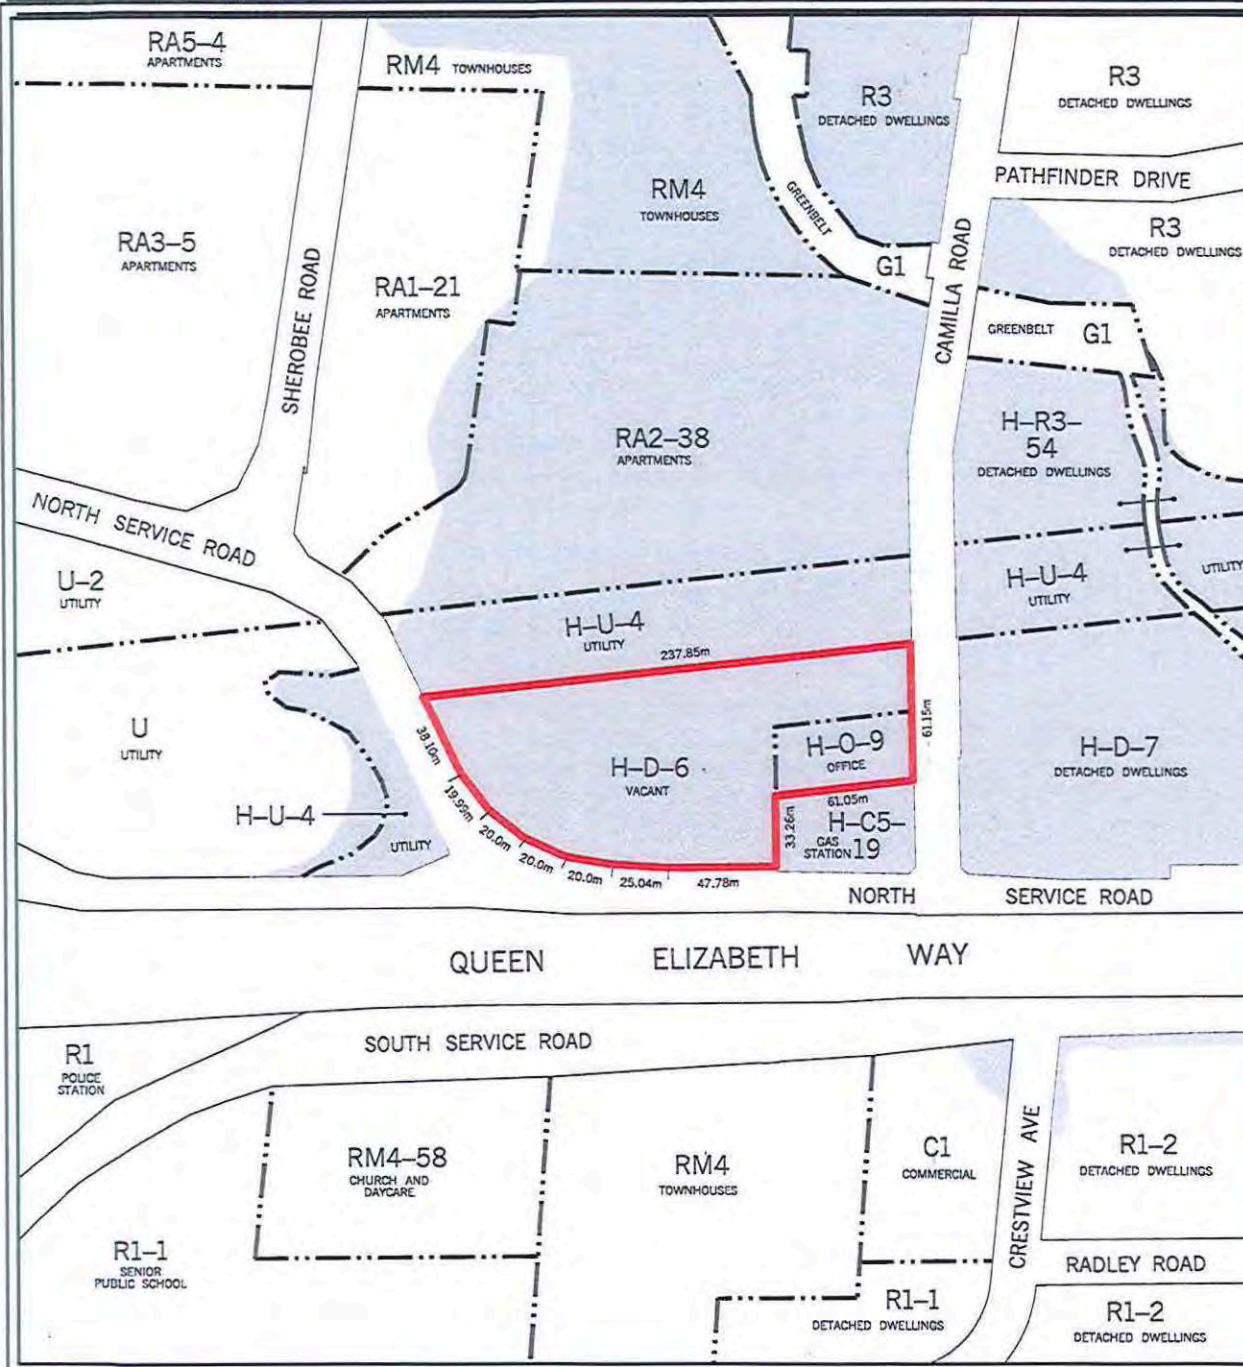 RA5–4
APARTMENTS
RM4 TOWNHOUSES
R3
DETACHED DWELLINGS
R3
DETACHED DWELLINGS
PATHFINDER DRIVE
RM4
TOWNHOUSES
GREENBELT
G1
R3
DETACHED DWELLINGS
RA3–5
APARTMENTS
SHEROBEE ROAD
RA1–21
APARTMENTS
CAMILLA ROAD
GREENBELT G1
RA2–38
APARTMENTS
H–R3–
54
DETACHED DWELLINGS
NORTH SERVICE ROAD
U–2
UTILITY
H–U–4
UTILITY
UTILITY
H–U–4
UTILITY
237.85m
61.15m
U
UTILITY
38.10m
H–D–6
VACANT
H–O–9
OFFICE
H–D–7
DETACHED DWELLINGS
19.99m
61.05m
33.26m
H–C5–
GAS
STATION 19
H–U–4
UTILITY
20.0m
20.0m
20.0m
25.04m
47.78m
NORTH SERVICE ROAD
QUEEN ELIZABETH WAY
SOUTH SERVICE ROAD
R1
POLICE
STATION
RM4–58
CHURCH AND
DAYCARE
RM4
TOWNHOUSES
C1
COMMERCIAL
CRESTVIEW AVE
R1–2
DETACHED DWELLINGS
R1–1
SENIOR
PUBLIC SCHOOL
RADLEY ROAD
R1–1
DETACHED DWELLINGS
R1–2
DETACHED DWELLINGS